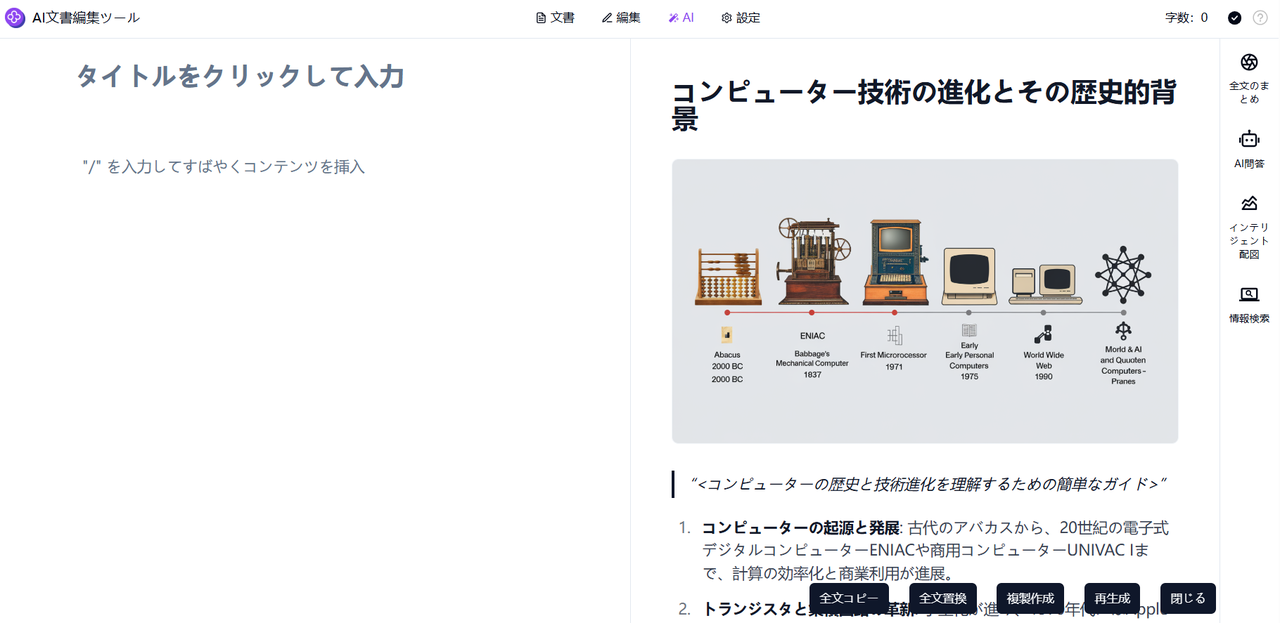 AI文書編集ツール
文書
編集
AI
設定
字数: 0
タイトルをクリックして入力
"/" を入力してすばやくコンテンツを挿入
コンピューター技術の進化とその歴史的背
景
ENIAC
Abacus
2000 BC
2000 BC
Babbage's
Mechanical Computer
1837
First Microrocessor
1971
Early
Early Personal
Computers
1975
World Wide
Web
1990
Morld & AI
and Quuoten
Computers –
Pranes
“<コンピューターの歴史と技術進化を理解するための簡単なガイド>”
1. コンピューターの起源と発展: 古代のアバカスから、20世紀の電子式
デジタルコンピューターENIACや商用コンピューターUNIVAC Iま
で、計算の効率化と商業利用が進展。
2. トランジスタと
Apple
全文コピー
全文置換
複製作成
再生成
閉じる
全文のま
とめ
AI問答
インテリ
ジェント
配図
情報検索